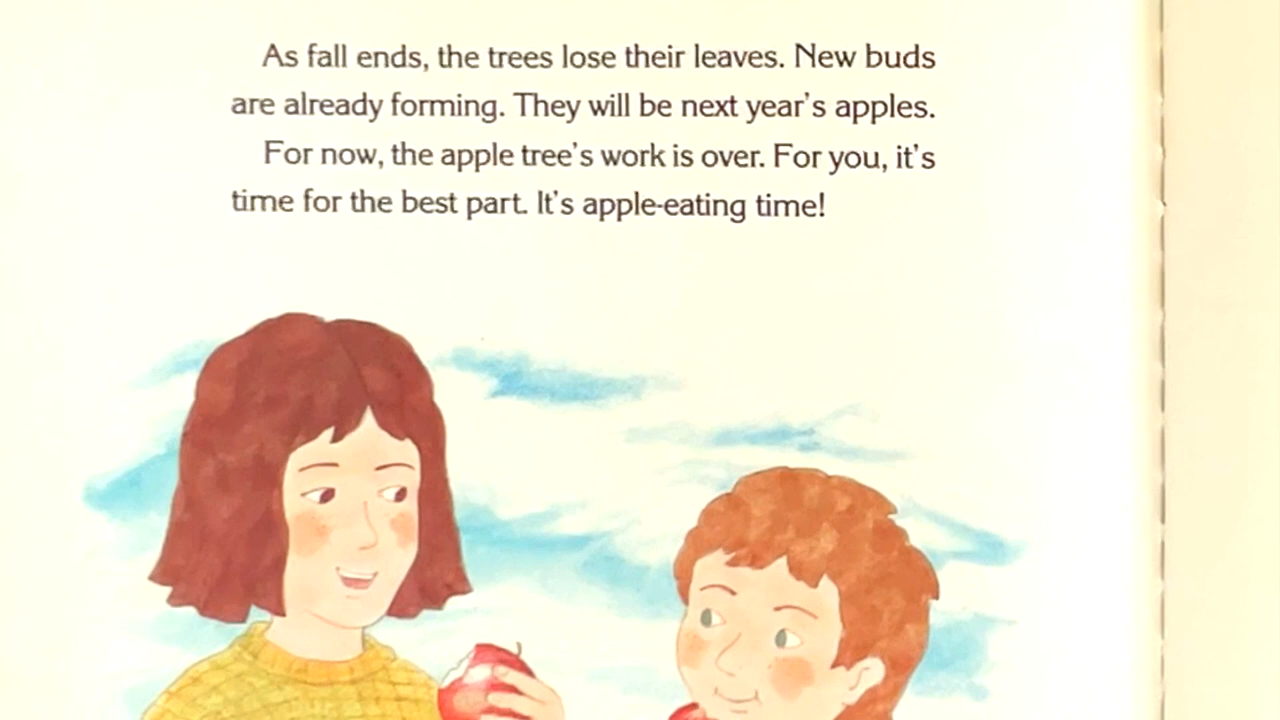 As fall ends, the trees lose their leaves. New buds
are already forming. They will be next year's apples.
For now, the apple tree's work is over. For you, it's
time for the best part. It's apple-eating time!